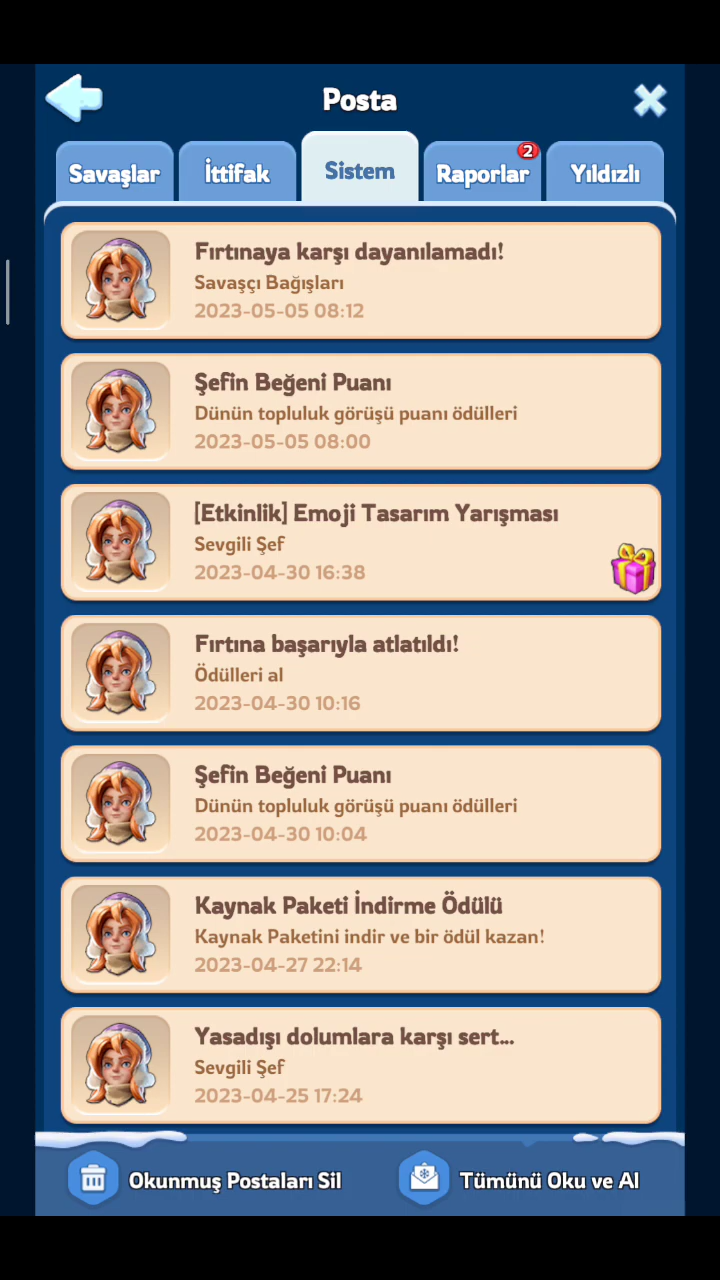 Posta
Savaşlar
İttifak
Sistem
Raporlar
2
Yıldızlı
Fırtınaya karşı dayanılamadı!
Savaşçı Bağışları
2023-05-05 08:12
Şefin Beğeni Puanı
Dünün topluluk görüşü puanı ödülleri
2023-05-05 08:00
[Etkinlik] Emoji Tasarım Yarışması
Sevgili Şef
2023-04-30 16:38
Fırtına başarıyla atlatıldı!
Ödülleri al
2023-04-30 10:16
Şefin Beğeni Puanı
Dünün topluluk görüşü puanı ödülleri
2023-04-30 10:04
Kaynak Paketi İndirme Ödülü
Kaynak Paketini indir ve bir ödül kazan!
2023-04-27 22:14
Yasadışı dolumlara karşı sert...
Sevgili Şef
2023-04-25 17:24
Okunmuş Postaları Sil
Tümünü Oku ve Al